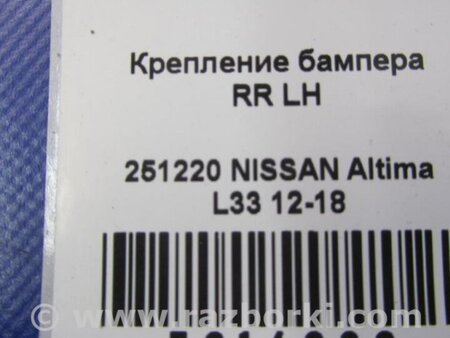 Крепление бампера
RR LH
251220 NISSAN Altima
L33 12-18
© www.razborki.com